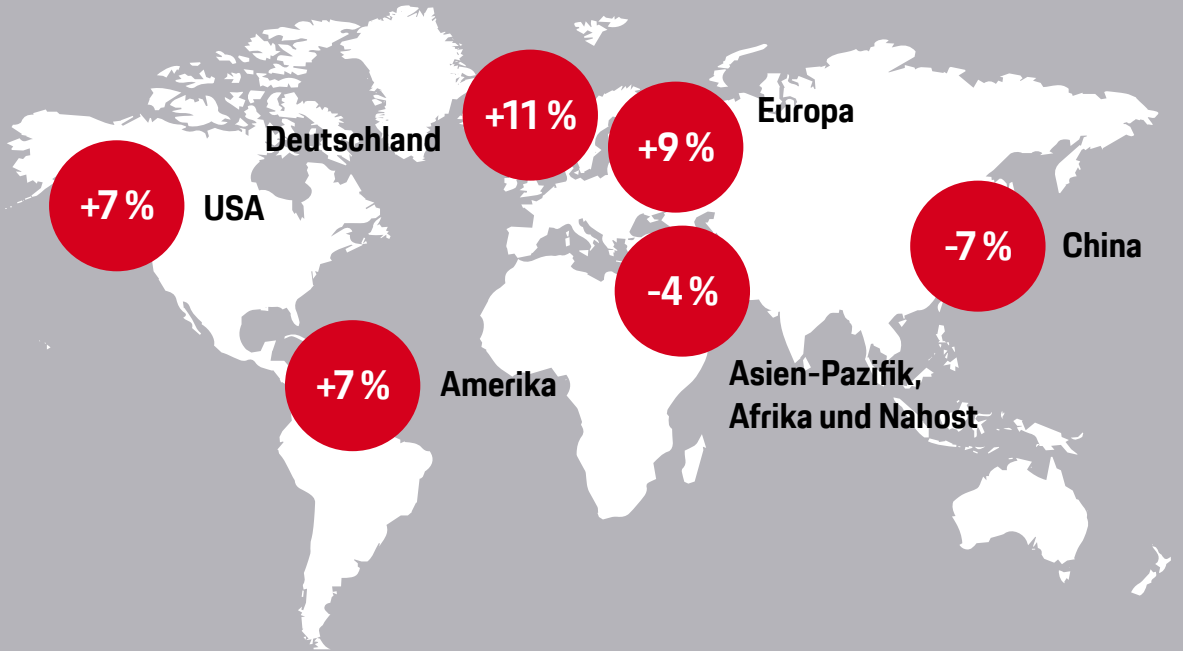 +11 %
Deutschland
+9 %
Europa
+7 %
USA
-7 %
China
-4 %
Asien-Pazifik,
Afrika und Nahost
+7 %
Amerika